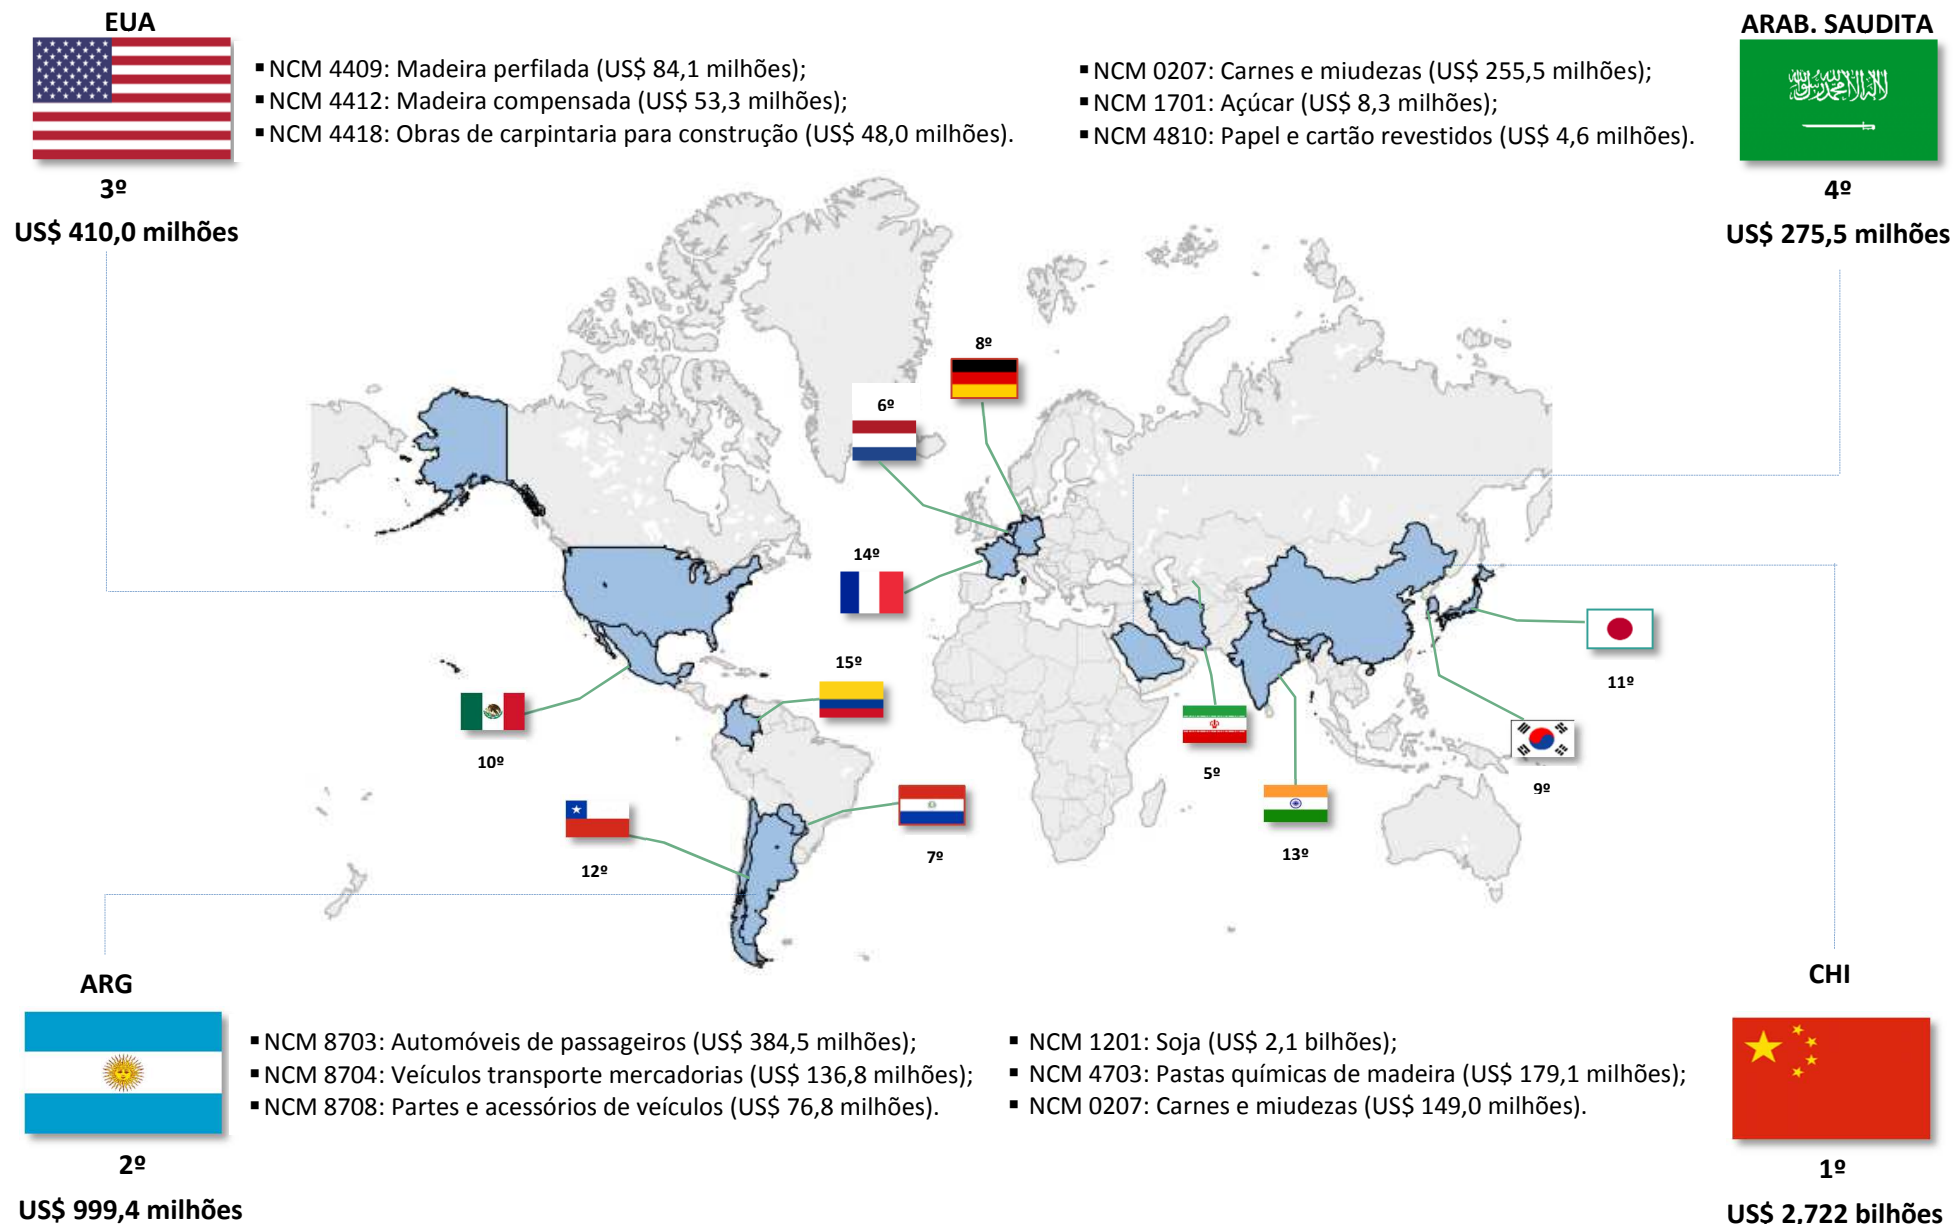 EUA
NCM 4409: Madeira perfilada (US$ 84,1 milhões);
NCM 4412: Madeira compensada (US$ 53,3 milhões);
NCM 4418: Obras de carpintaria para construção (US$ 48,0 milhões).
3º
US$ 410,0 milhões
ARAB. SAUDITA
NCM 0207: Carnes e miudezas (US$ 255,5 milhões);
NCM 1701: Açúcar (US$ 8,3 milhões);
NCM 4810: Papel e cartão revestidos (US$ 4,6 milhões).
4º
US$ 275,5 milhões
8º
6º
14º
15º
11º
10º
5º
9º
12º
7º
13º
ARG
NCM 8703: Automóveis de passageiros (US$ 384,5 milhões);
NCM 8704: Veículos transporte mercadorias (US$ 136,8 milhões);
NCM 8708: Partes e acessórios de veículos (US$ 76,8 milhões).
2º
US$ 999,4 milhões
CHI
NCM 1201: Soja (US$ 2,1 bilhões);
NCM 4703: Pastas químicas de madeira (US$ 179,1 milhões);
NCM 0207: Carnes e miudezas (US$ 149,0 milhões).
1º
US$ 2,722 bilhões